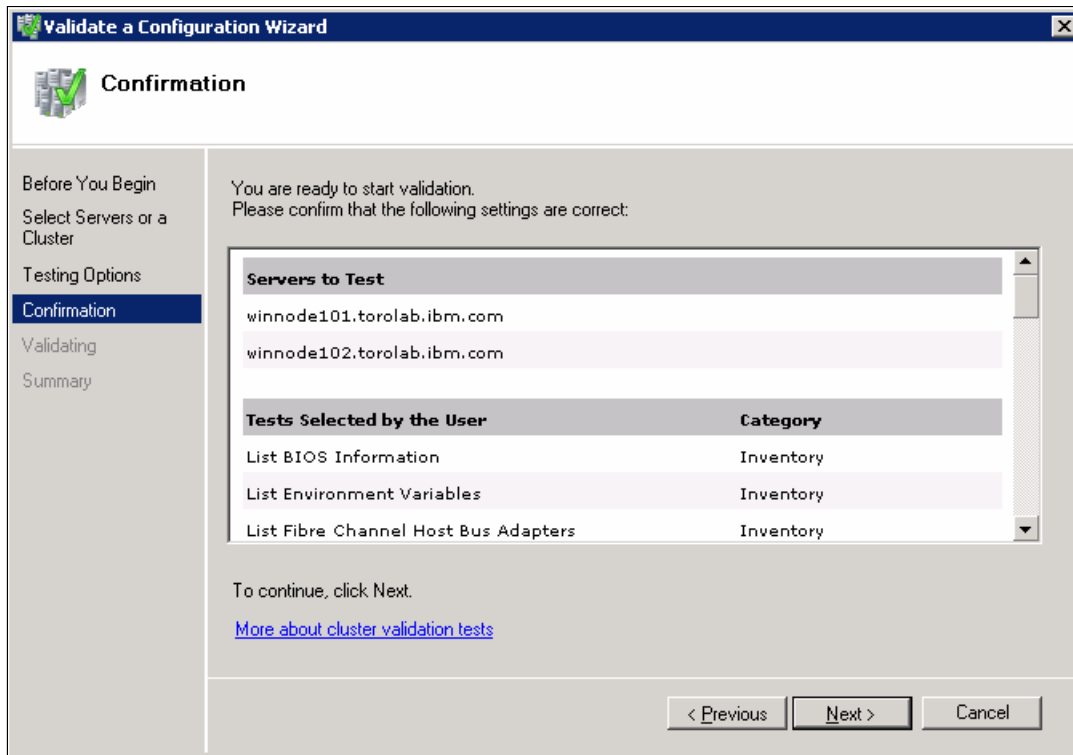 Validate a Configuration Wizard
Confirmation
Before You Begin
Select Servers or a
Cluster
Testing Options
Confirmation
Validating
Summary
You are ready to start validation.
Please confirm that the following settings are correct:
Servers to Test
winnode101.torolab.ibm.com
winnode102.torolab.ibm.com
Tests Selected by the User Category
List BIOS Information Inventory
List Environment Variables Inventory
List Fibre Channel Host Bus Adapters Inventory
To continue, click Next.
More about cluster validation tests
< Previous Next > Cancel